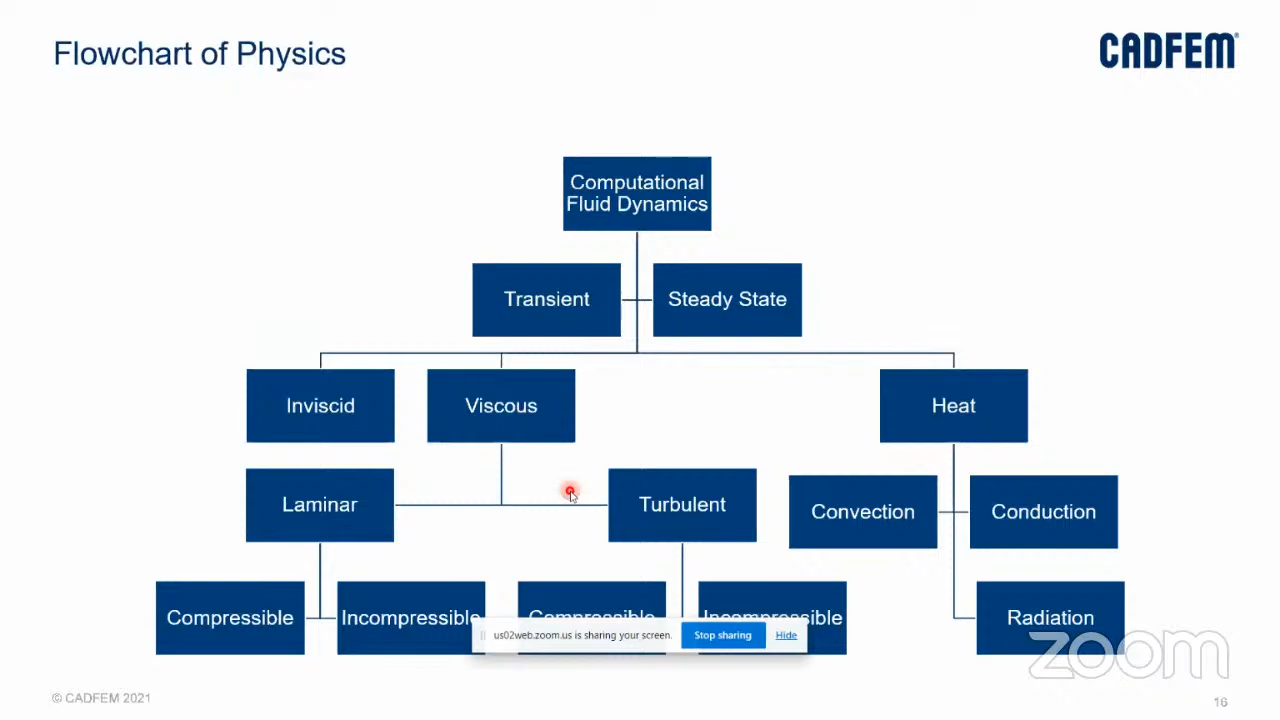 Flowchart of Physics
CADFEM
Computational
Fluid Dynamics
Transient
Steady State
Inviscid
Viscous
Heat
Laminar
Turbulent
Convection
Conduction
Compressible
Incompressible
Compressible
Incompressible
Radiation
us02web.zoom.us is sharing your screen.
Stop sharing
Hide
zoom
© CADFEM 2021
16